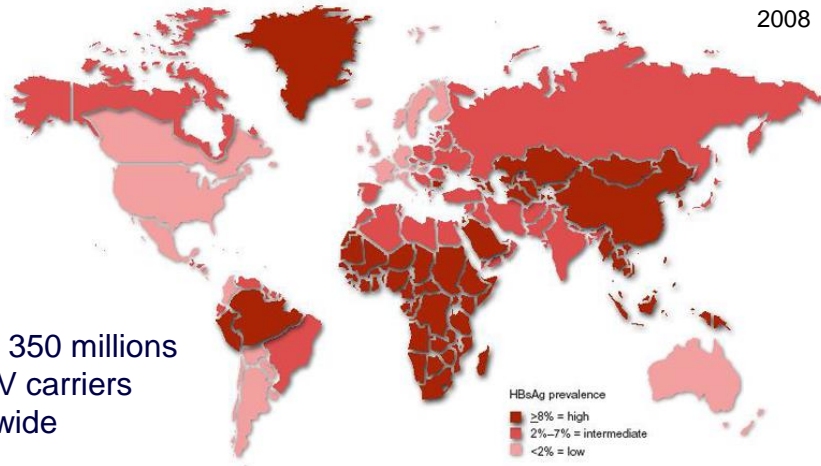 2008
350 millions
V carriers
wide
HBsAg prevalence
≥8% = high
2%–7% = intermediate
<2% = low